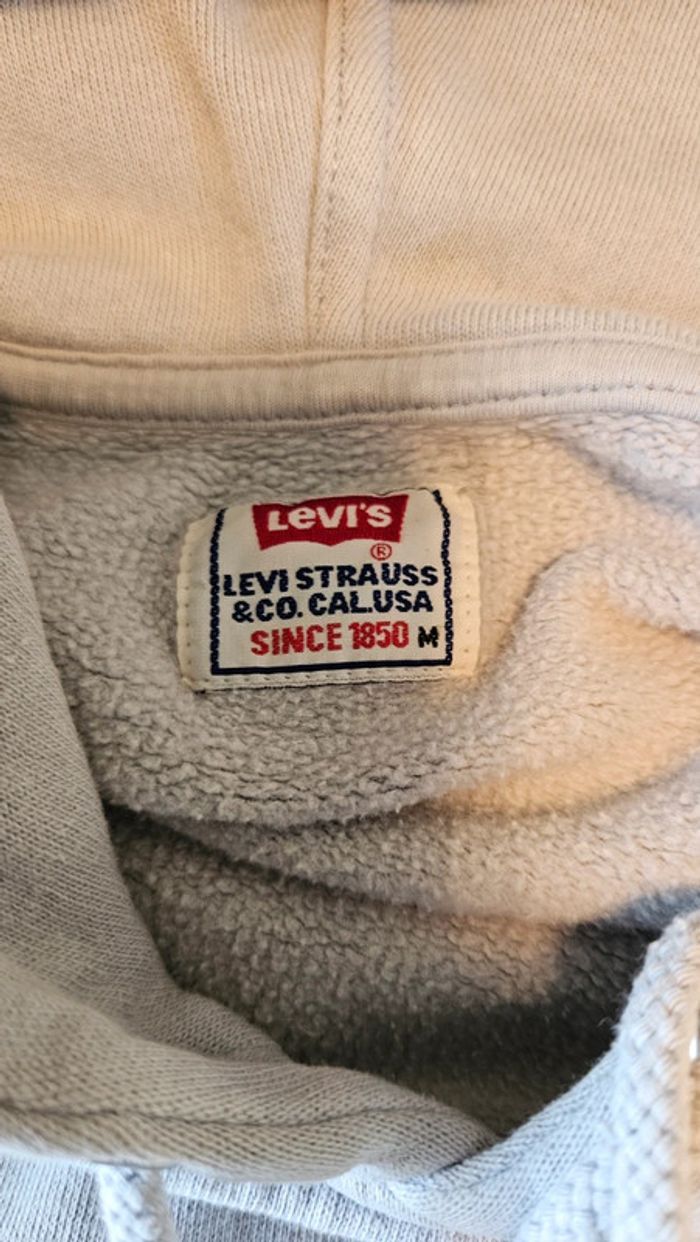 Levi's
®
LEVI STRAUSS
& CO. CAL.USA
SINCE 1850 M